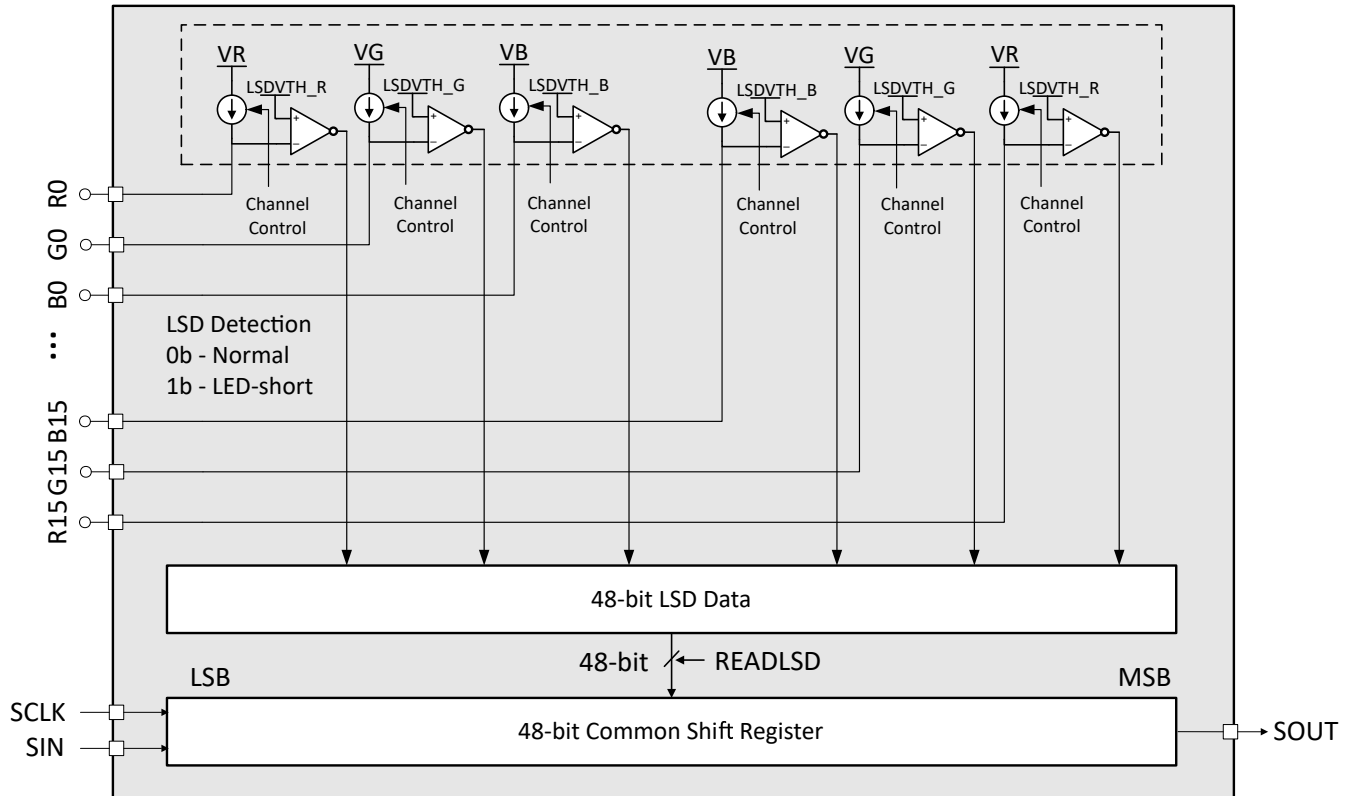 VR
VG
VB
VB
VG
VR
LSDVTH_R
LSDVTH_G
LSDVTH_B
LSDVTH_B
LSDVTH_G
LSDVTH_R
+
+
+
+
+
+
−
−
−
−
−
−
Channel
Control
Channel
Control
Channel
Control
Channel
Control
Channel
Control
Channel
Control
R0
G0
B0
...
B15
G15
R15
LSD Detection
0b - Normal
1b - LED-short
48-bit LSD Data
48-bit
READLSD
LSB
MSB
SCLK
SIN
48-bit Common Shift Register
SOUT